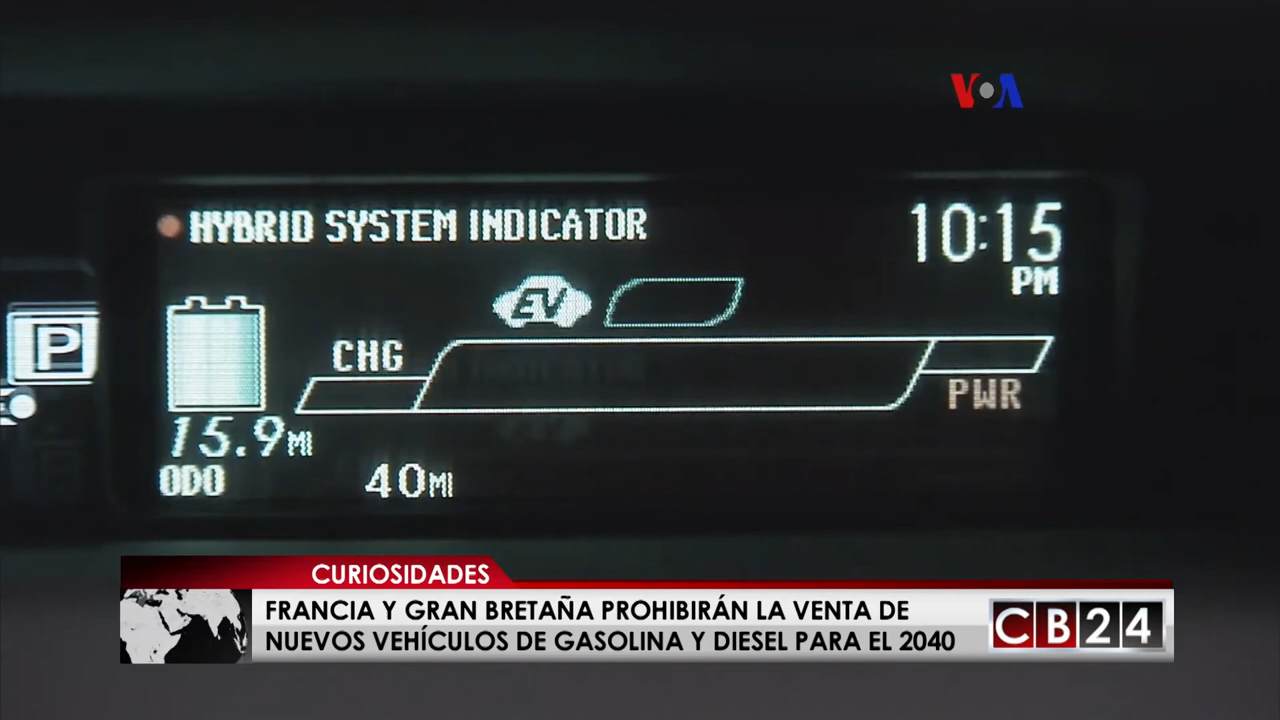 VOA
HYBRID SYSTEM INDICATOR
10:15
PM
EV
P
CHG
PWR
15.9MI
ODO 40MI
CURIOSIDADES
FRANCIA Y GRAN BRETAÑA PROHIBIRÁN LA VENTA DE
NUEVOS VEHÍCULOS DE GASOLINA Y DIESEL PARA EL 2040
CB24